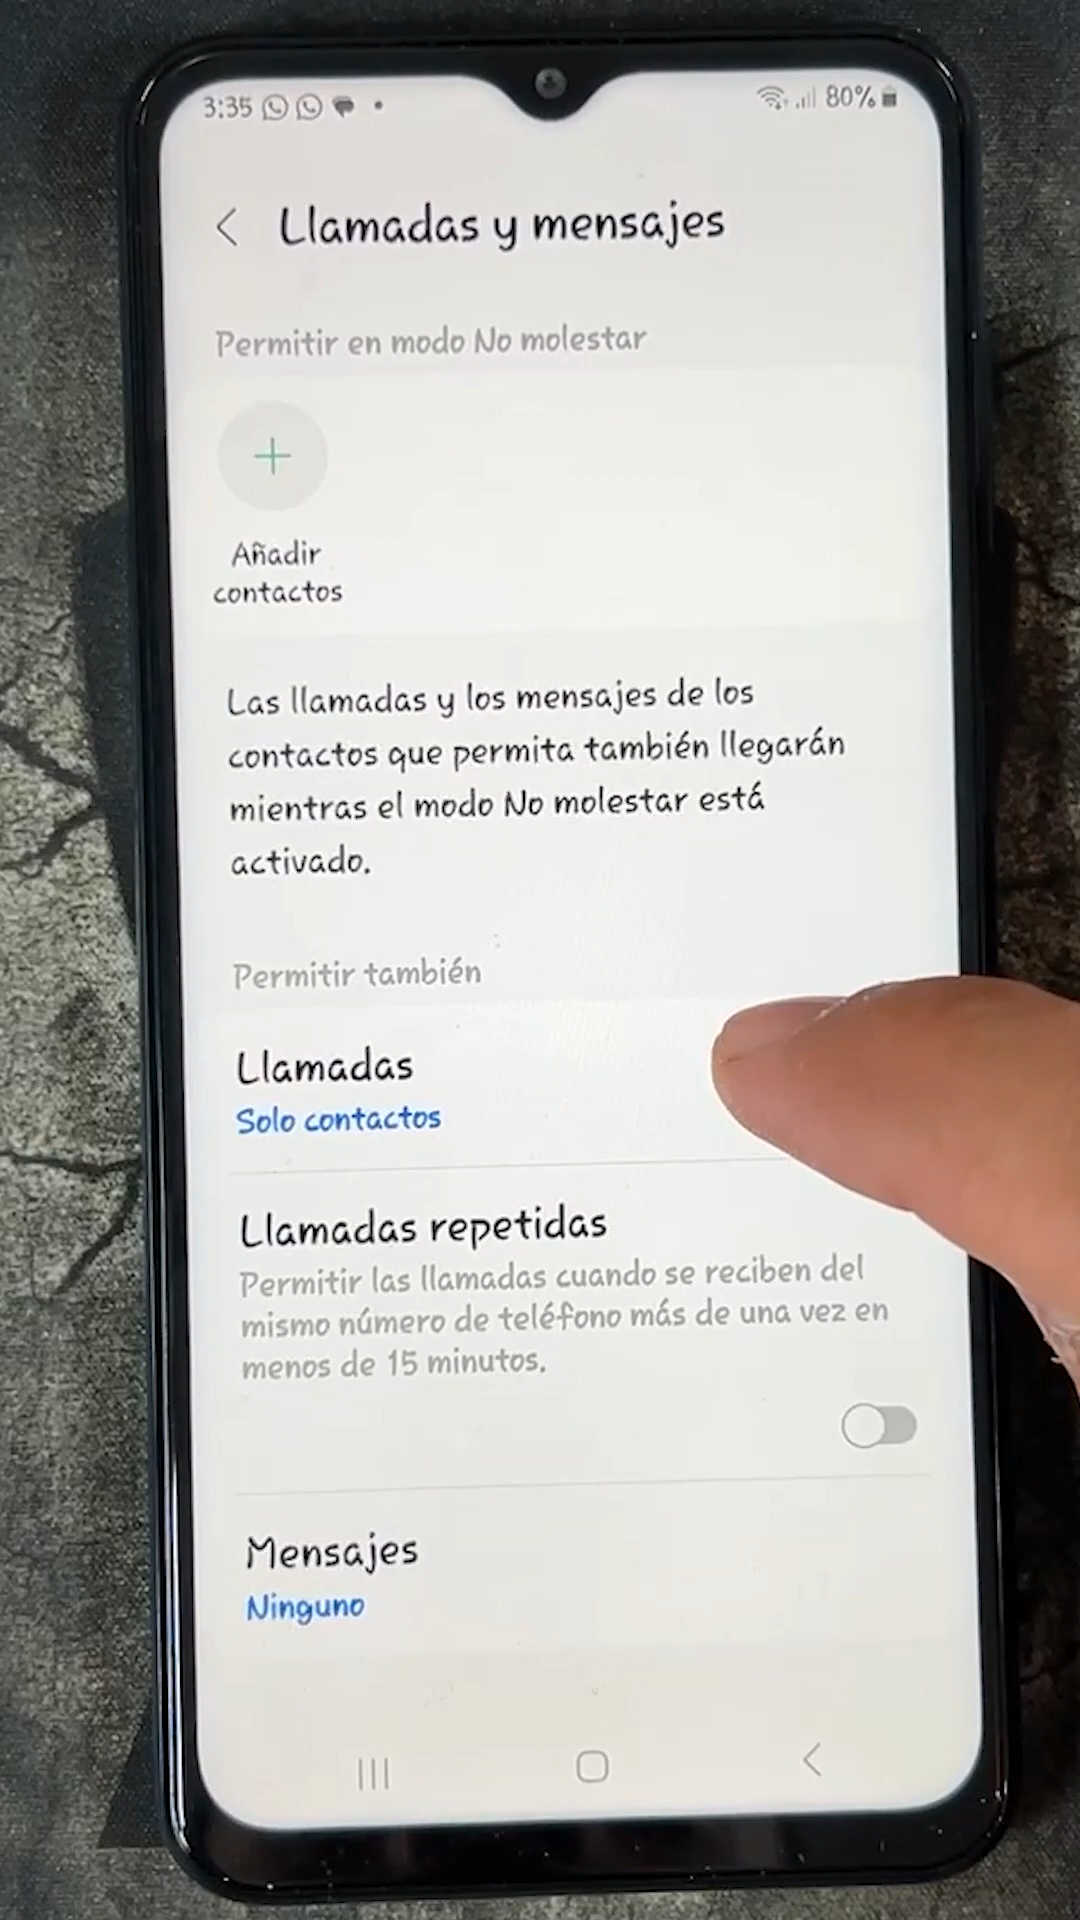 3:35
80%
Llamadas y mensajes
Permitir en modo No molestar
Añadir
contactos
Las llamadas y los mensajes de los
contactos que permita también llegarán
mientras el modo No molestar está
activado.
Permitir también
Llamadas
Solo contactos
Llamadas repetidas
Permitir las llamadas cuando se reciben del
mismo número de teléfono más de una vez en
menos de 15 minutos.
Mensajes
Ninguno